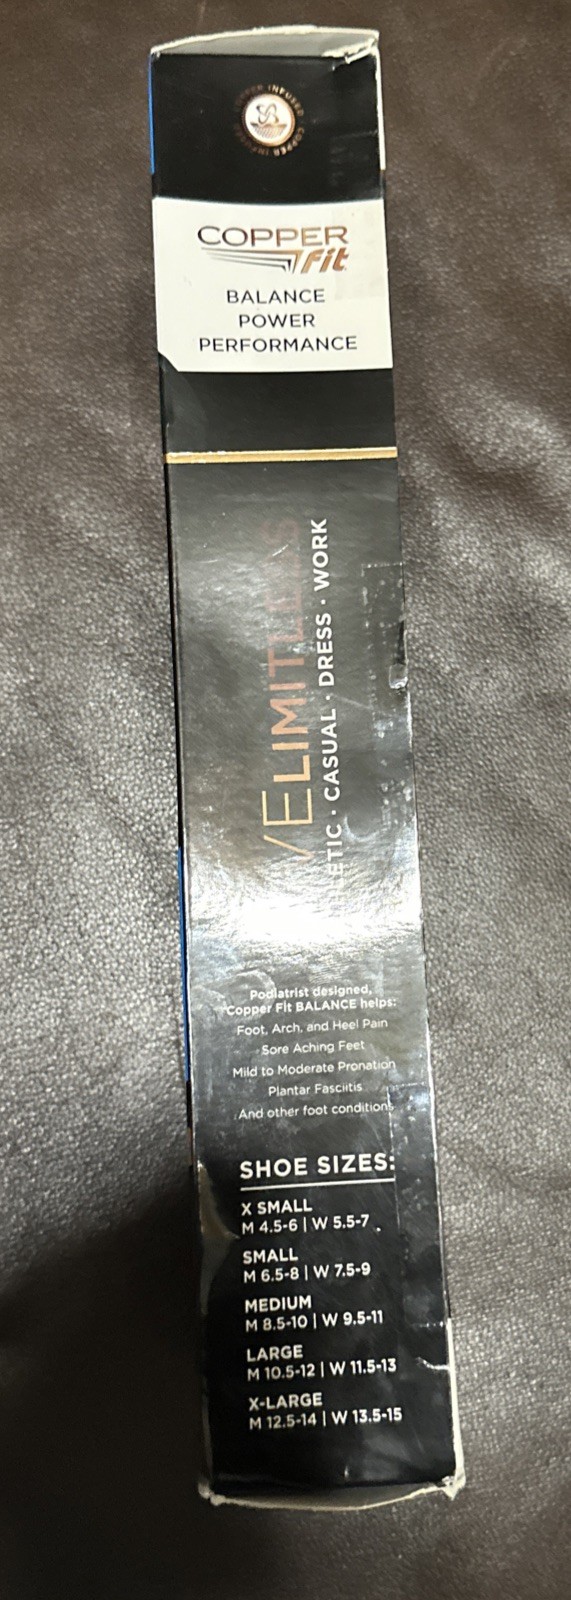 COPPER INFUSED COPPER INFUSED
COPPER
Fit
BALANCE
POWER
PERFORMANCE
ELIMITLESS
CASUAL · DRESS · WORK
Podiatrist designed,
Copper Fit BALANCE helps:
Foot, Arch, and Heel Pain
Sore Aching Feet
Mild to Moderate Pronation
Plantar Fasciitis
And other foot conditions
SHOE SIZES:
X SMALL
M 4.5-6 | W 5.5-7
SMALL
M 6.5-8 | W 7.5-9
MEDIUM
M 8.5-10 | W 9.5-11
LARGE
M 10.5-12 | W 11.5-13
X-LARGE
M 12.5-14 | W 13.5-15